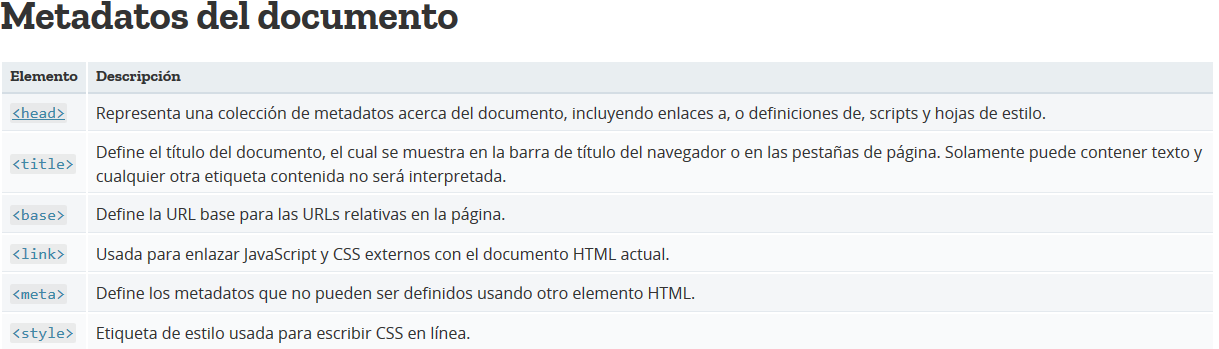 Metadatos del documento
Elemento Descripción
<head> Representa una colección de metadatos acerca del documento, incluyendo enlaces a, o definiciones de, scripts y hojas de estilo.
<title> Define el título del documento, el cual se muestra en la barra de título del navegador o en las pestañas de página. Solamente puede contener texto y
cualquier otra etiqueta contenida no será interpretada.
<base> Define la URL base para las URLs relativas en la página.
<link> Usada para enlazar JavaScript y CSS externos con el documento HTML actual.
<meta> Define los metadatos que no pueden ser definidos usando otro elemento HTML.
<style> Etiqueta de estilo usada para escribir CSS en línea.